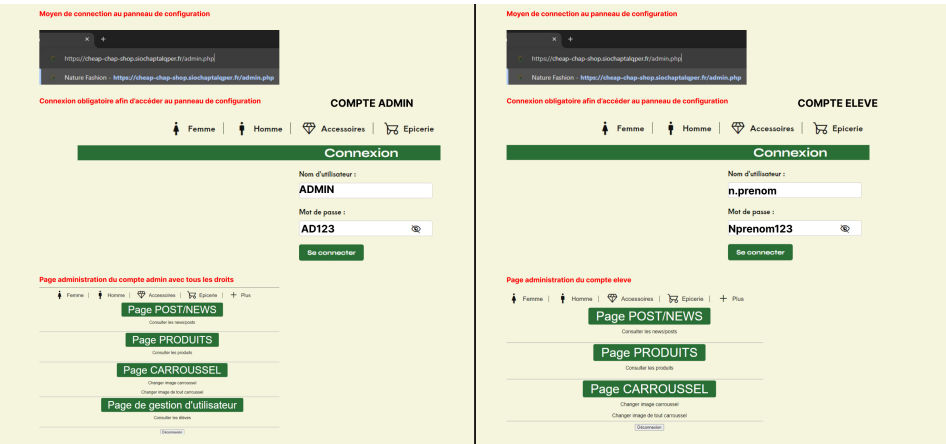 Moyen de connection au panneau de configuration
× +
https://cheap-chap-shop.siochaptalqper.fr/admin.php
Nature Fashion - https://cheap-chap-shop.siochaptalqper.fr/admin.php
Connexion obligatoire afin d'accéder au panneau de configuration
COMPTE ADMIN
Femme | Homme | Accessoires | Epicerie
Connexion
Nom d'utilisateur :
ADMIN
Mot de passe :
AD123
Se connecter
Page administration du compte admin avec tous les droits
Femme | Homme | Accessoires | Epicerie | + Plus
Page POST/NEWS
Consulter les news/posts
Page PRODUITS
Consulter les produits
Page CARROUSSEL
Changer image carroussel
Changer image de tout carroussel
Page de gestion d'utilisateur
Consulter les élèves
Déconnexion
Moyen de connection au panneau de configuration
× +
https://cheap-chap-shop.siochaptalqper.fr/admin.php
Nature Fashion - https://cheap-chap-shop.siochaptalqper.fr/admin.php
Connexion obligatoire afin d'accéder au panneau de configuration
COMPTE ELEVE
Femme | Homme | Accessoires | Epicerie
Connexion
Nom d'utilisateur :
n.prenom
Mot de passe :
Nprenom123
Se connecter
Page administration du compte eleve
Femme | Homme | Accessoires | Epicerie | + Plus
Page POST/NEWS
Consulter les news/posts
Page PRODUITS
Consulter les produits
Page CARROUSSEL
Changer image carroussel
Changer image de tout carroussel
Déconnexion